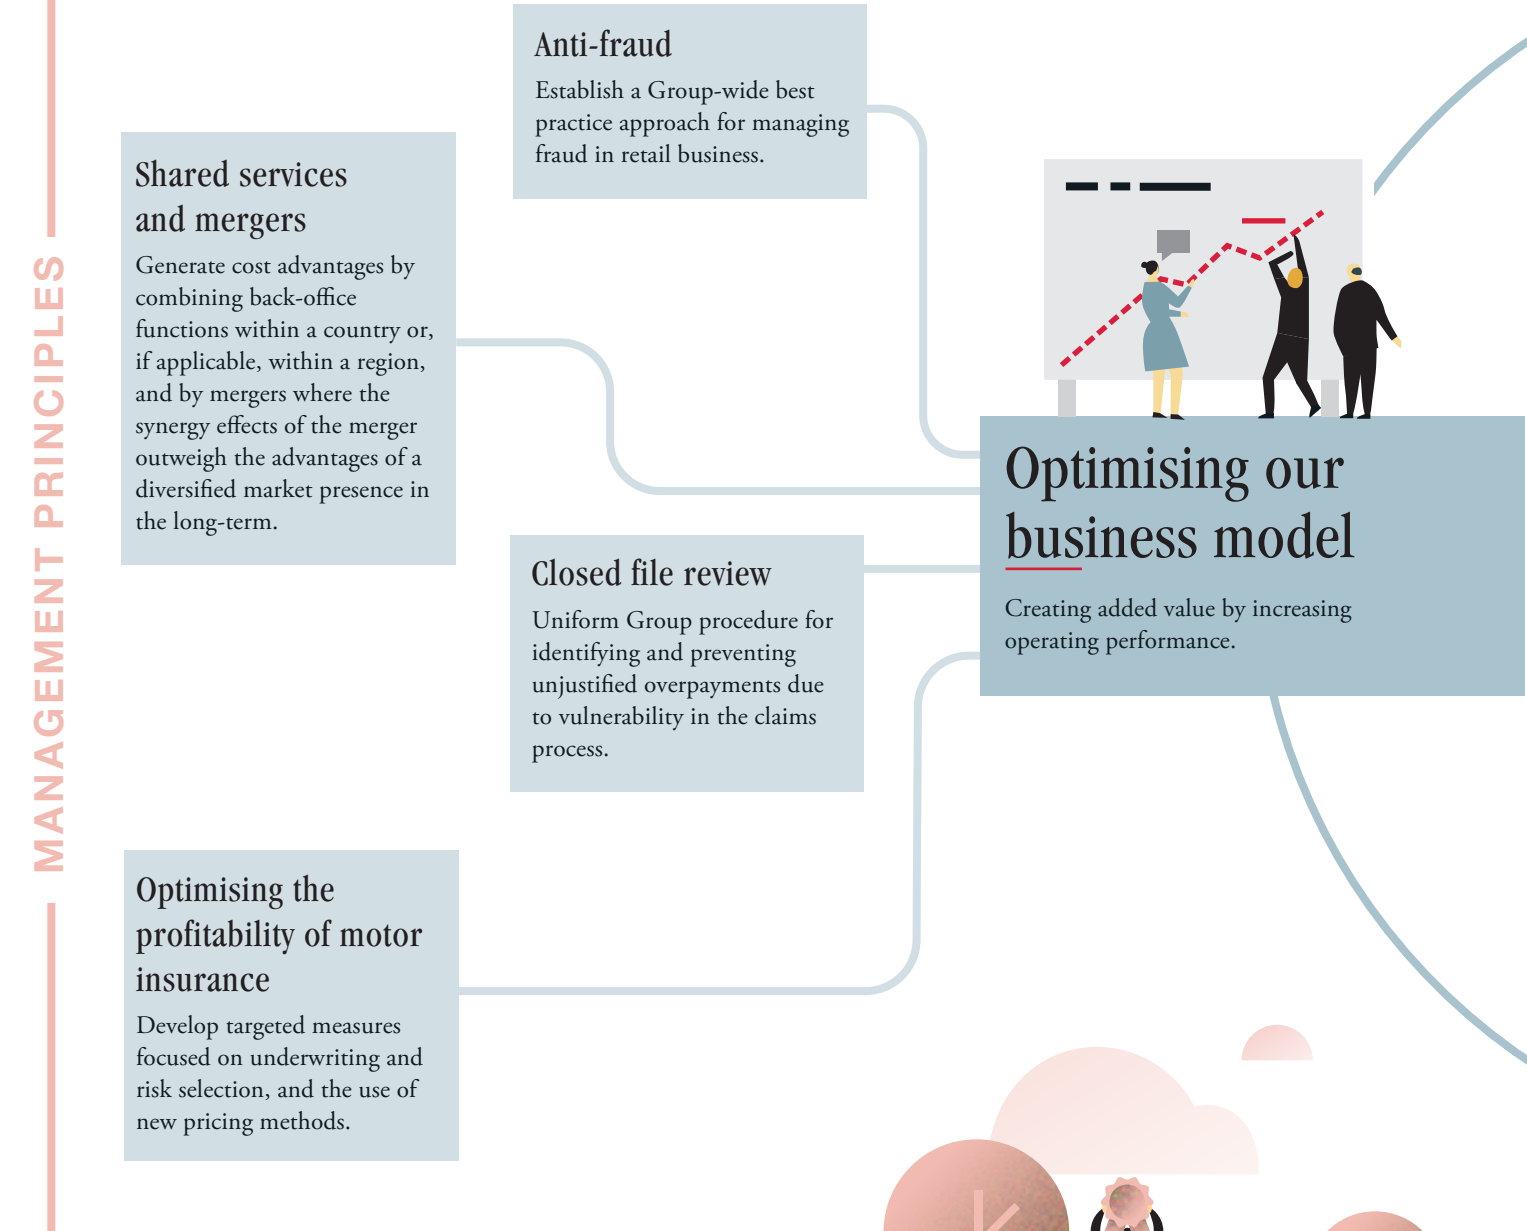 MANAGEMENT PRINCIPLES
Anti-fraud
Establish a Group-wide best
practice approach for managing
fraud in retail business.
Shared services
and mergers
Generate cost advantages by
combining back-office
functions within a country or,
if applicable, within a region,
and by mergers where the
synergy effects of the merger
outweigh the advantages of a
diversified market presence in
the long-term.
Closed file review
Uniform Group procedure for
identifying and preventing
unjustified overpayments due
to vulnerability in the claims
process.
Optimising the
profitability of motor
insurance
Develop targeted measures
focused on underwriting and
risk selection, and the use of
new pricing methods.
Optimising our
business model
Creating added value by increasing
operating performance.